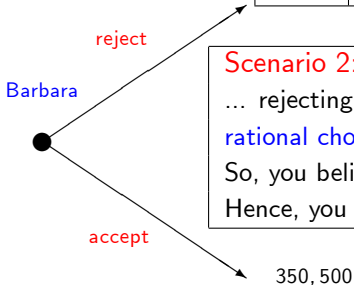 reject
Scenario 2:
... rejecting
Barbara
rational cho
So, you beli
Hence, you
accept
350, 500